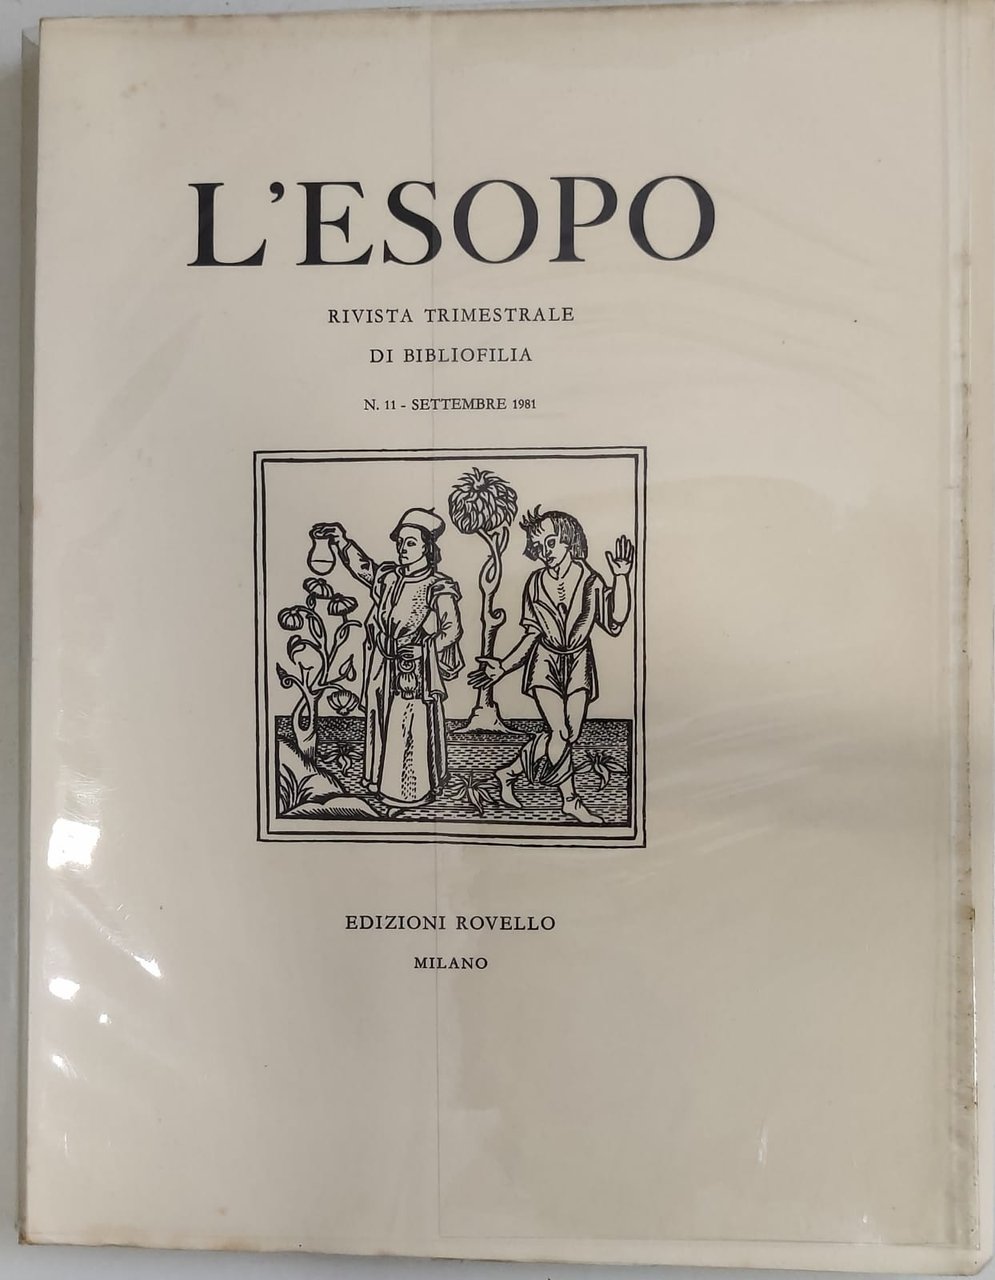 L'ESOPO
RIVISTA TRIMESTRALE
DI BIBLIOFILIA
N. 11 - SETTEMBRE 1981
EDIZIONI ROVELLO
MILANO